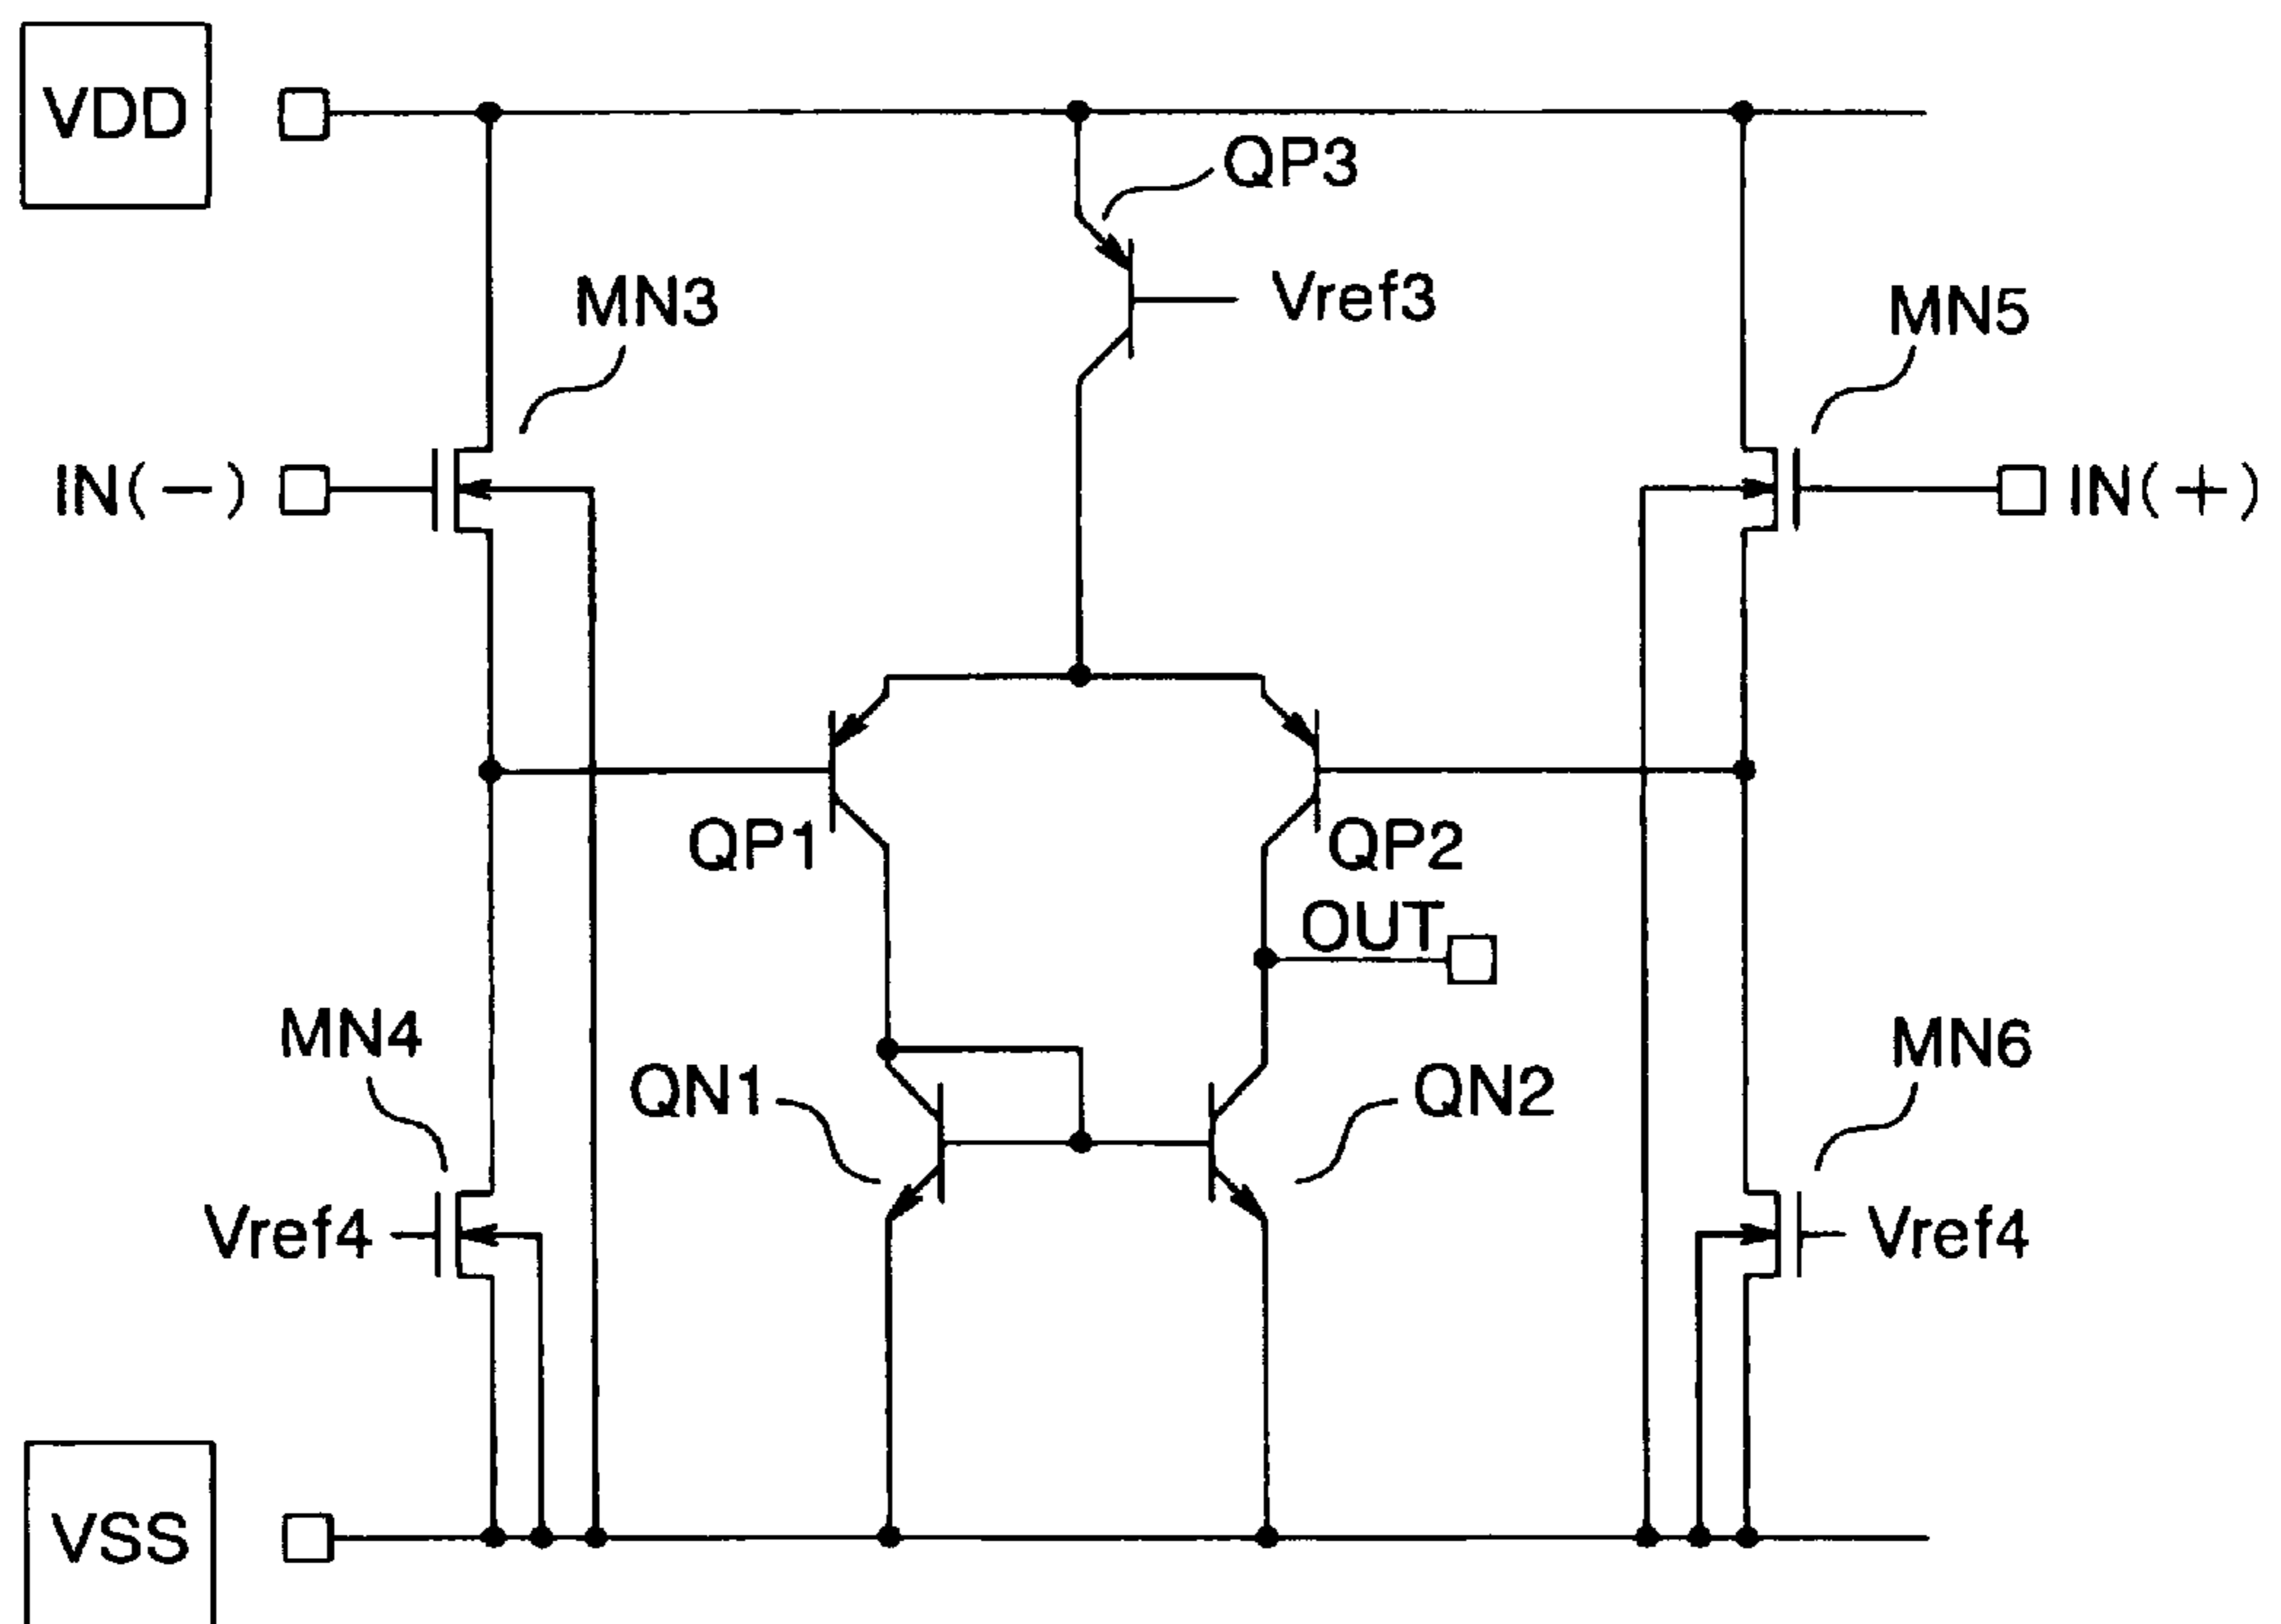 VDD
QP3
Vref3
MN3
MN5
IN(−)
IN(+)
QP1
QP2
OUT
MN4
MN6
QN1
QN2
Vref4
Vref4
VSS